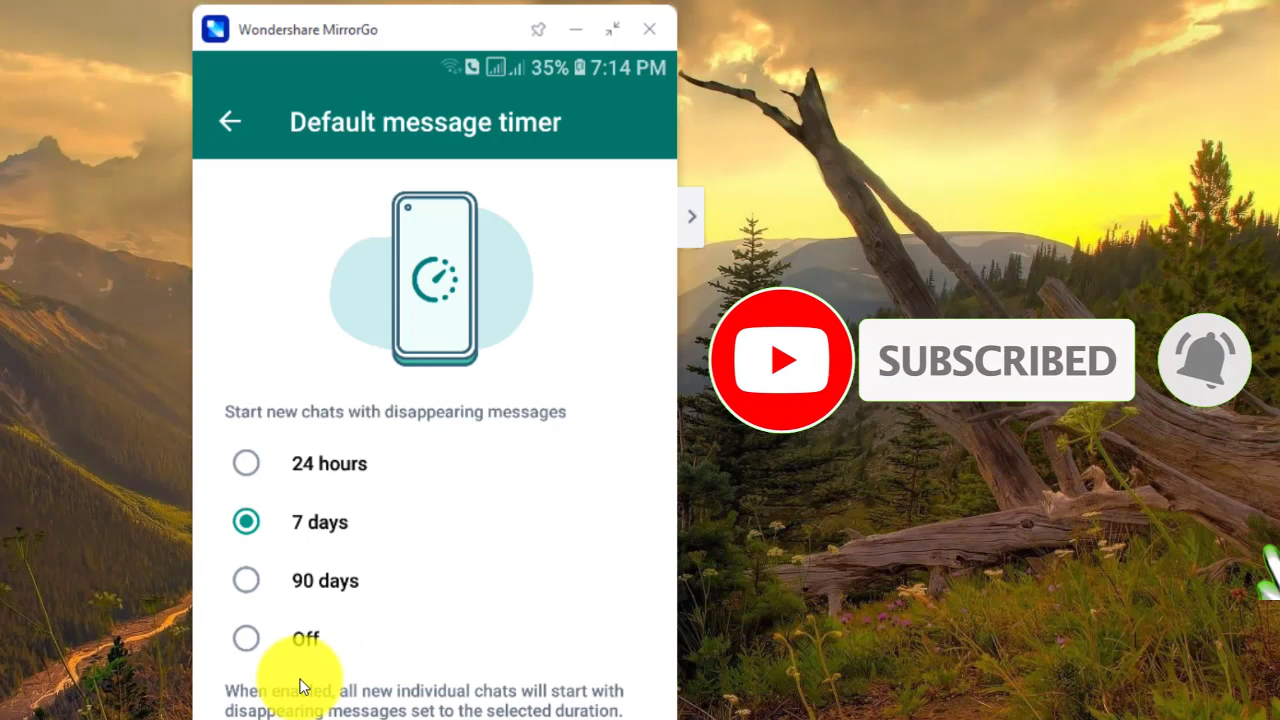 Wondershare MirrorGo
35% 7:14 PM
Default message timer
SUBSCRIBED
Start new chats with disappearing messages
24 hours
7 days
90 days
Off
When enabled, all new individual chats will start with
disappearing messages set to the selected duration.